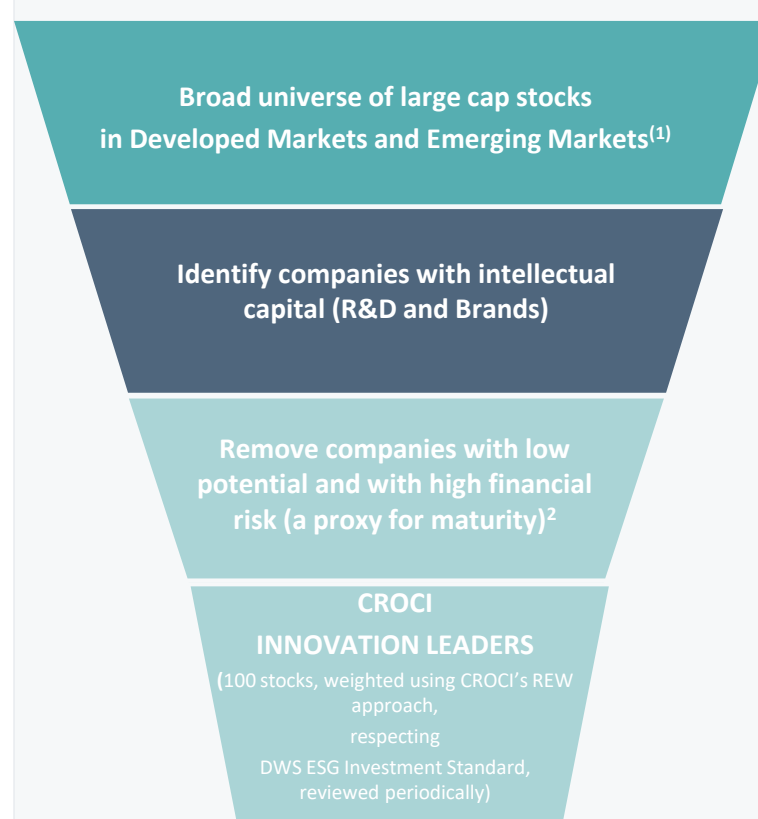 Broad universe of large cap stocks
in Developed Markets and Emerging Markets(1)
Identify companies with intellectual
capital (R&D and Brands)
Remove companies with low
potential and with high financial
risk (a proxy for maturity)2
CROCI
INNOVATION LEADERS
(100 stocks, weighted using CROCI’s REW
approach,
respecting
DWS ESG Investment Standard,
reviewed periodically)